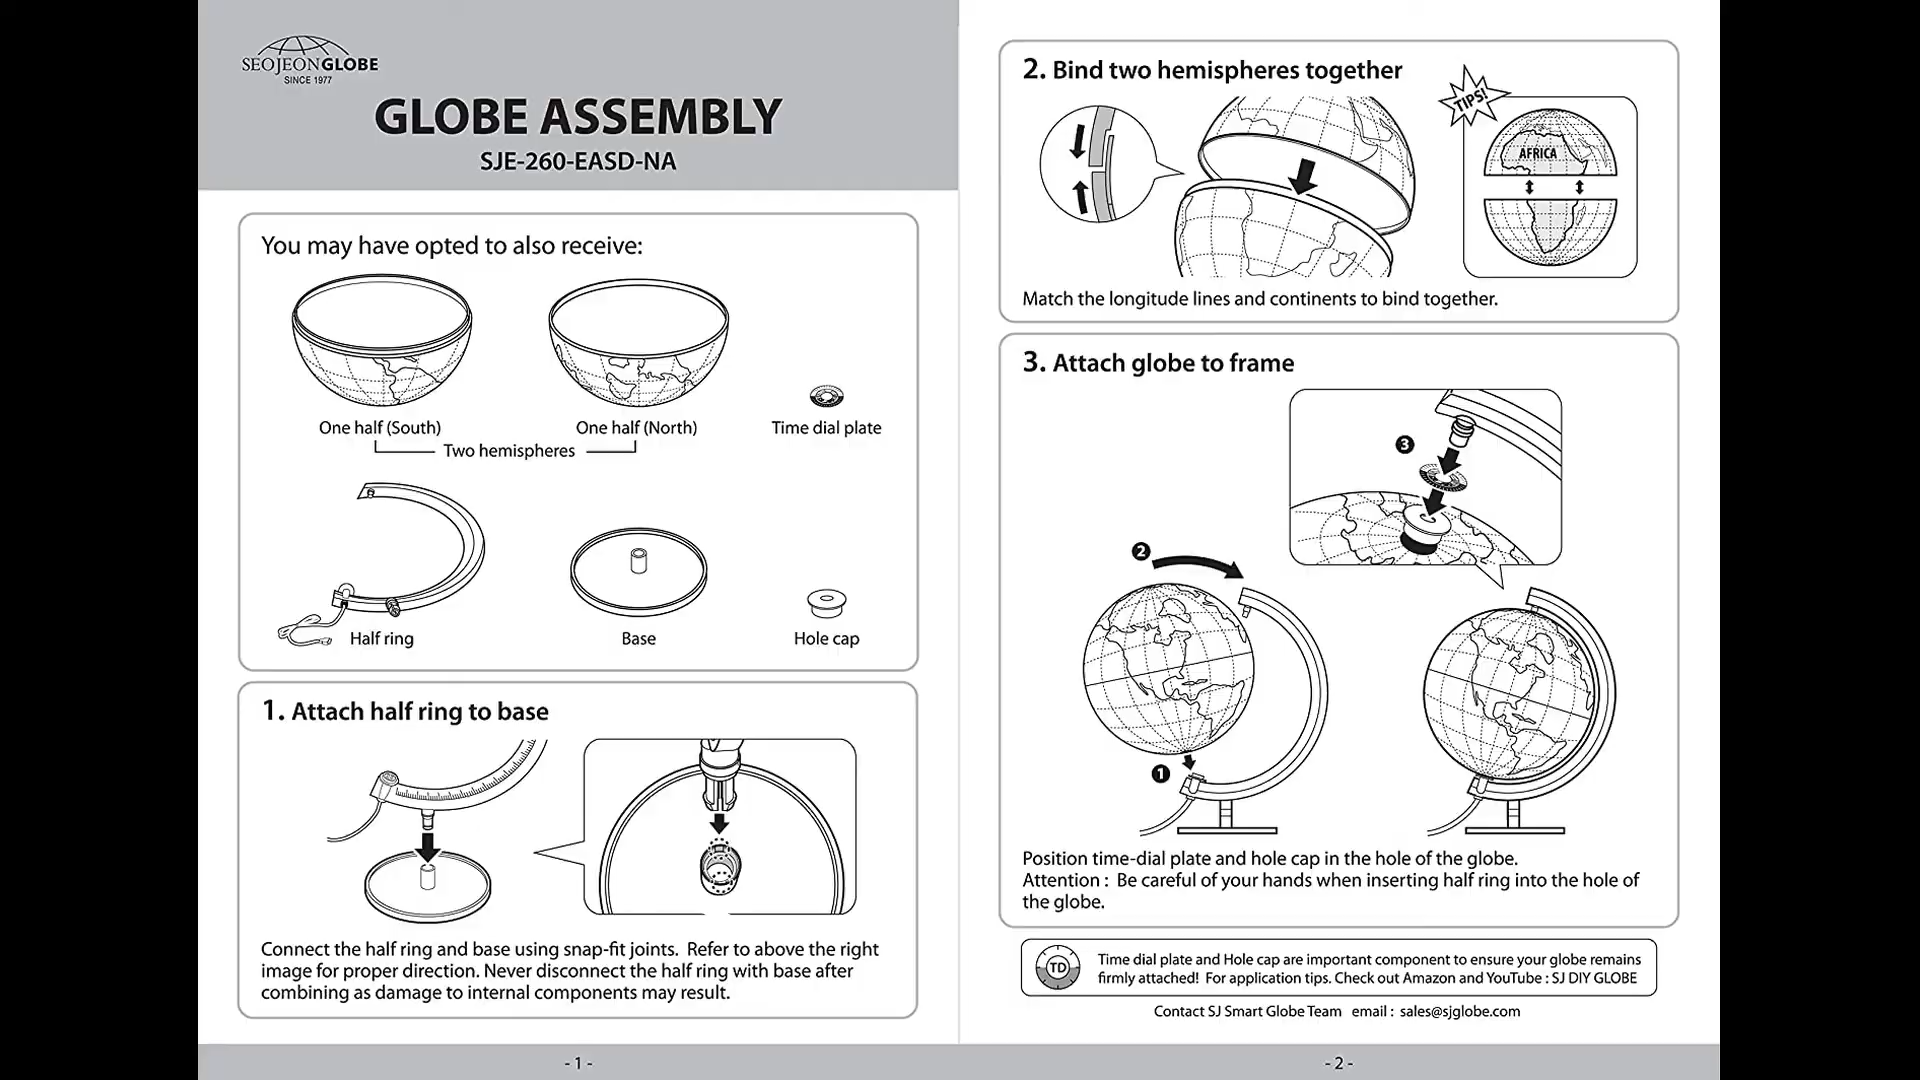 SEOJEONGLOBE
SINCE 1977
GLOBE ASSEMBLY
SJE-260-EASD-NA
You may have opted to also receive:
One half (South)
One half (North)
Time dial plate
Two hemispheres
Half ring
Base
Hole cap
1. Attach half ring to base
Connect the half ring and base using snap-fit joints. Refer to above the right
image for proper direction. Never disconnect the half ring with base after
combining as damage to internal components may result.
- 1 -
2. Bind two hemispheres together
TIPS!
AFRICA
Match the longitude lines and continents to bind together.
3. Attach globe to frame
3
2
1
Position time-dial plate and hole cap in the hole of the globe.
Attention : Be careful of your hands when inserting half ring into the hole of
the globe.
TD
Time dial plate and Hole cap are important component to ensure your globe remains
firmly attached! For application tips. Check out Amazon and YouTube : SJ DIY GLOBE
Contact SJ Smart Globe Team email : sales@sjglobe.com
- 2 -